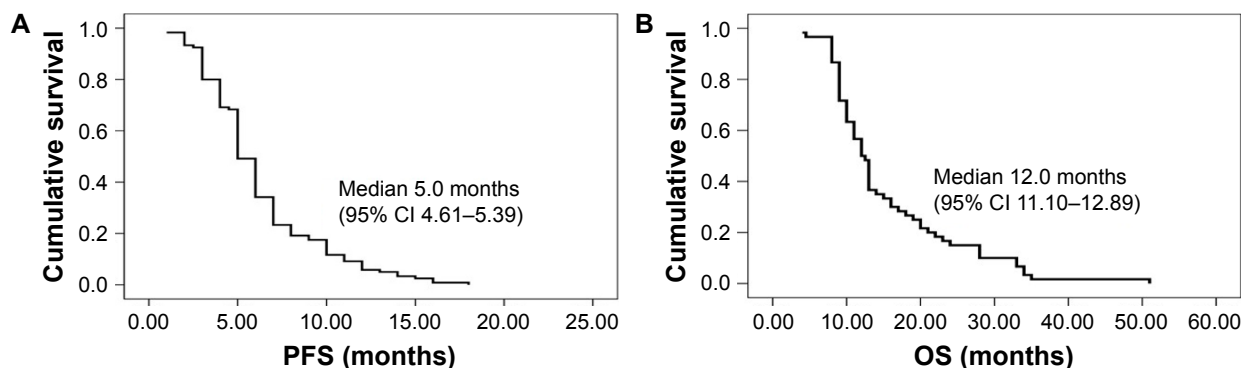 A
Cumulative survival
1.0
0.8
0.6
0.4
0.2
0.0
Median 5.0 months
(95% CI 4.61–5.39)
0.00 5.00 10.00 15.00 20.00 25.00
PFS (months)
B
Cumulative survival
1.0
0.8
0.6
0.4
0.2
0.0
Median 12.0 months
(95% CI 11.10–12.89)
0.00 10.00 20.00 30.00 40.00 50.00 60.00
OS (months)